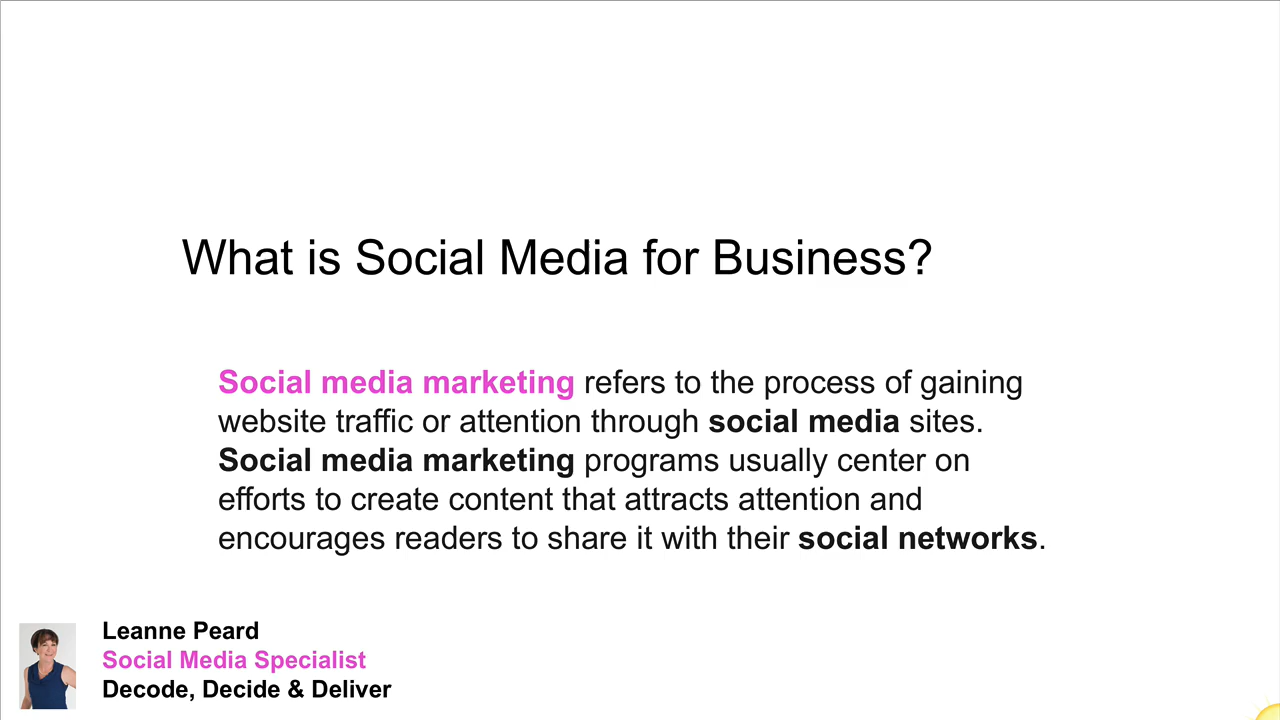 What is Social Media for Business?
Social media marketing refers to the process of gaining
website traffic or attention through social media sites.
Social media marketing programs usually center on
efforts to create content that attracts attention and
encourages readers to share it with their social networks.
Leanne Peard
Social Media Specialist
Decode, Decide & Deliver